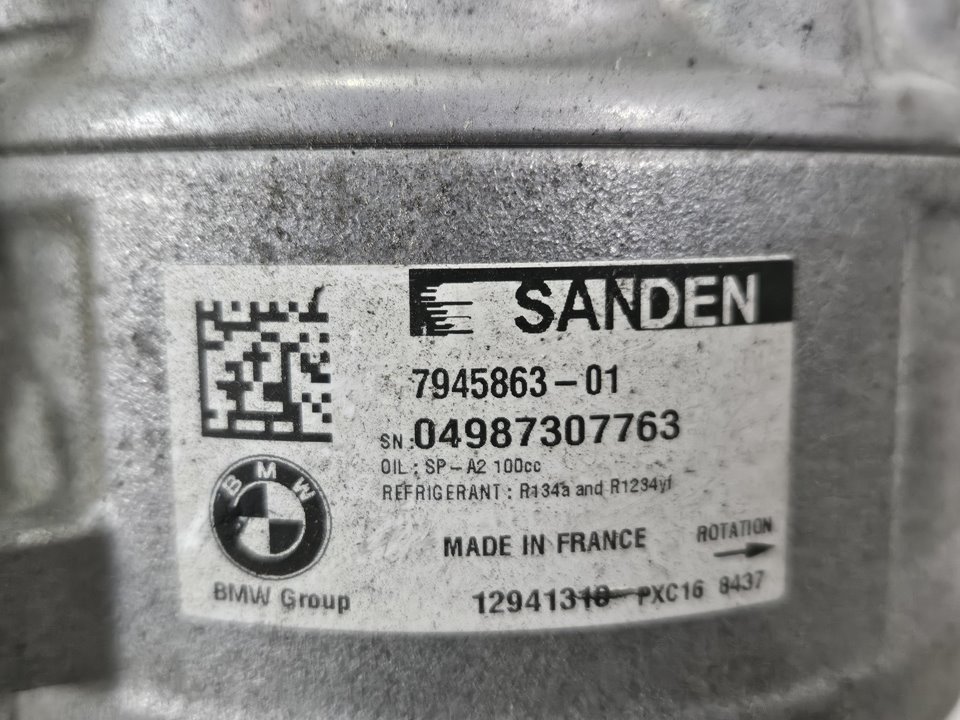 SANDEN
7945863-01
SN:04987307763
OIL : SP-A2 100cc
REFRIGERANT : R134a and R1234yf
BMW
MADE IN FRANCE
ROTATION
BMW Group
12941318 PXC16 8437